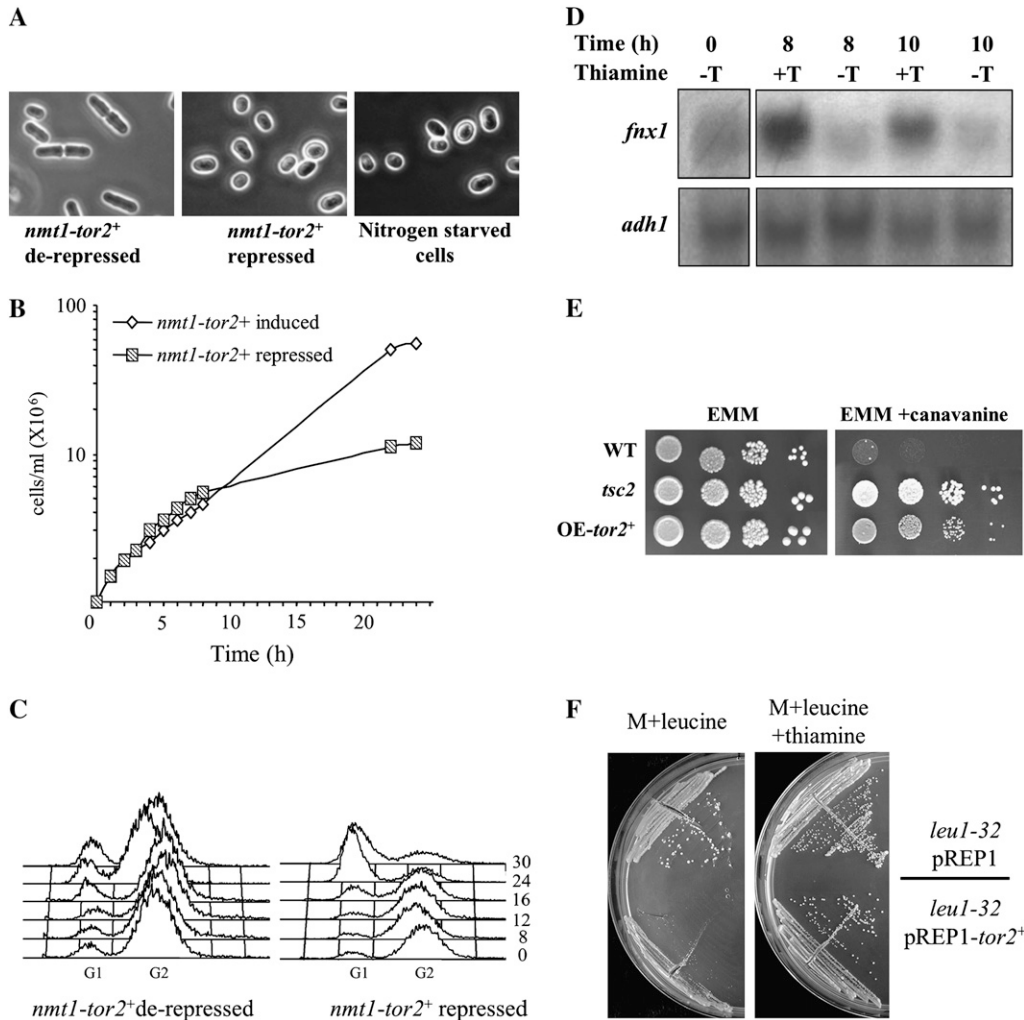 A
nmt1-tor2+
de-repressed
nmt1-tor2+
repressed
Nitrogen starved
cells
B
100
10
cells/ml (X10⁶)
nmt1-tor2+ induced
nmt1-tor2+ repressed
0 5 10 15 20
Time (h)
C
30
24
16
12
8
0
G1 G2
G1 G2
nmt1-tor2+ de-repressed
nmt1-tor2+ repressed
D
Time (h) 0 8 8 10 10
Thiamine -T +T -T +T -T
fnx1
adh1
E
EMM
EMM +canavanine
WT
tsc2
OE-tor2+
F
M+leucine
M+leucine
+thiamine
leu1-32
pREP1
leu1-32
pREP1-tor2+